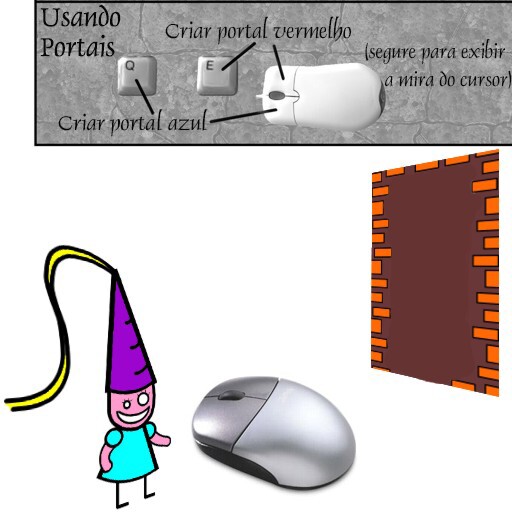 Usando
Portais
Criar portal vermelho
(segure para exibir
a mira do cursor)
Q
E
Criar portal azul